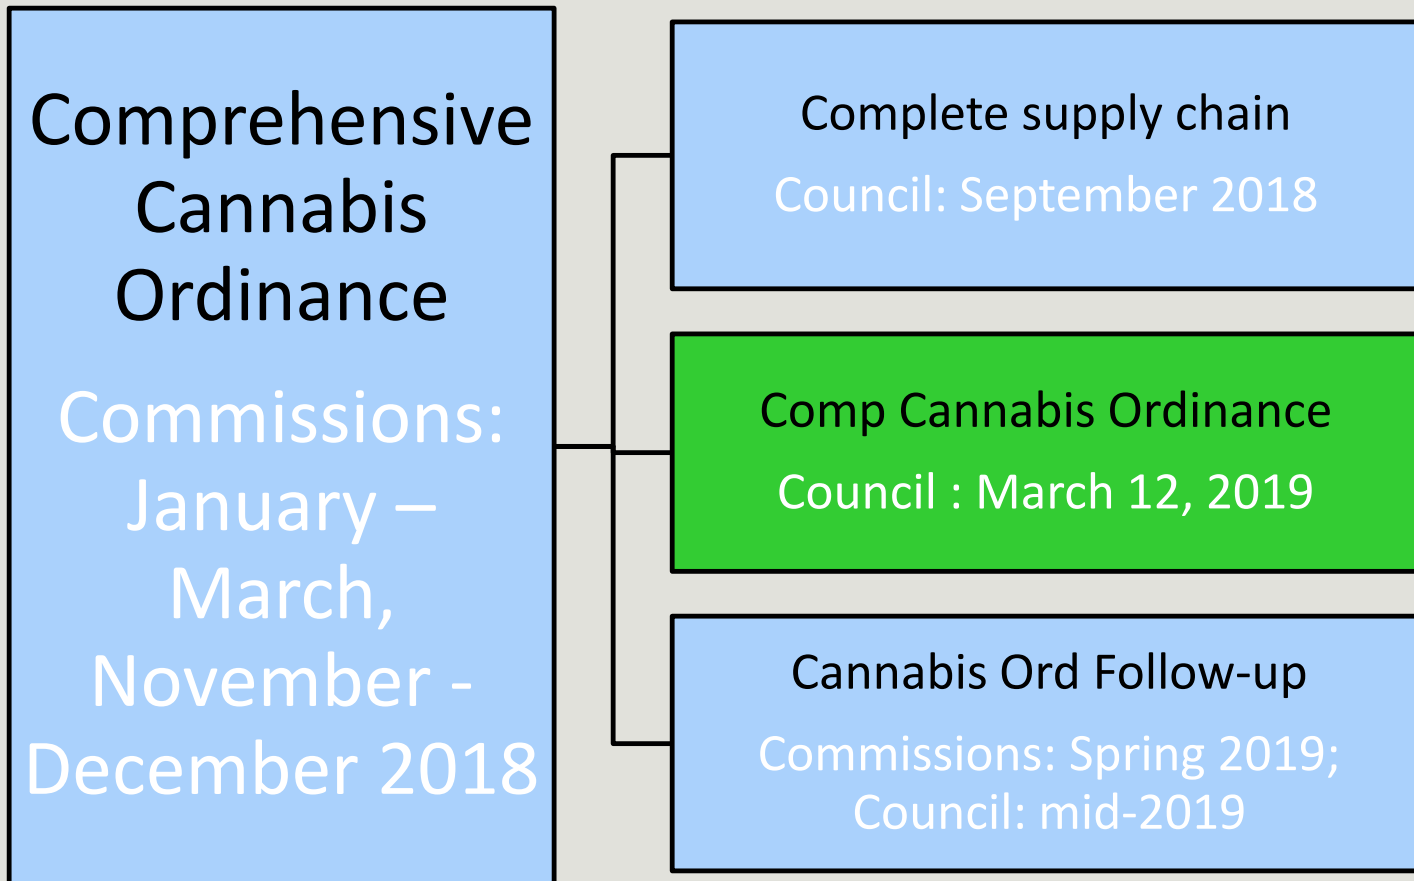 Comprehensive
Cannabis
Ordinance
Commissions:
January –
March,
November -
December 2018
Complete supply chain
Council: September 2018
Comp Cannabis Ordinance
Council : March 12, 2019
Cannabis Ord Follow-up
Commissions: Spring 2019;
Council: mid-2019